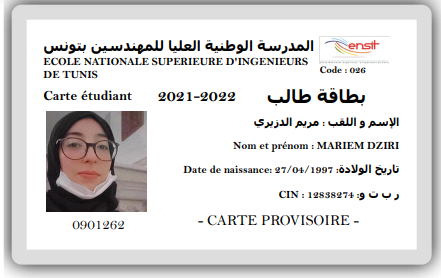 المدرسة الوطنية العليا للمهندسين بتونس
ensit
ECOLE NATIONALE SUPERIEURE D'INGENIEURS
DE TUNIS
Code : 026
Carte étudiant 2021-2022 بطاقة طالب
الإسم و اللقب : مريم الدزيري
Nom et prénom : MARIEM DZIRI
Date de naissance: 27/04/1997 تاريخ الولادة:
CIN : 12838274 ر ب ت و:
0901262
- CARTE PROVISOIRE -